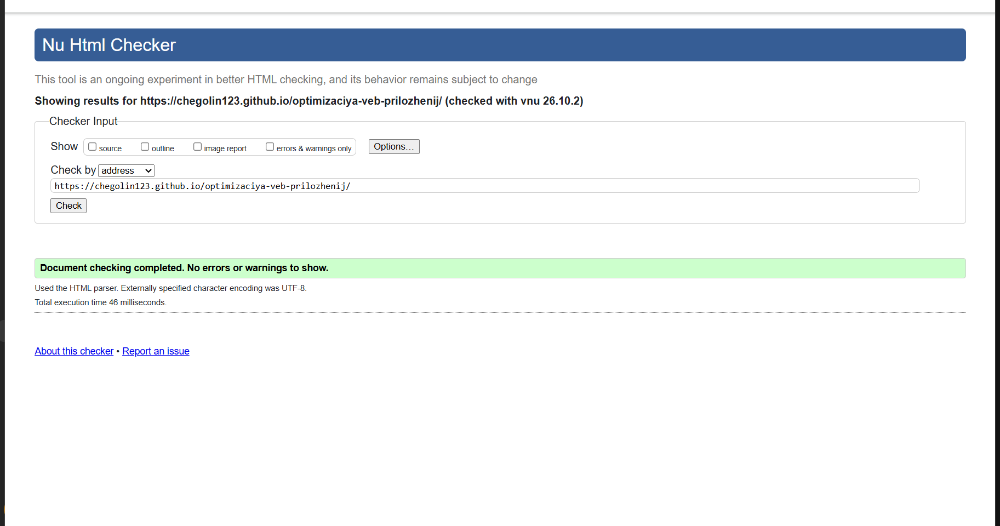 Nu Html Checker
This tool is an ongoing experiment in better HTML checking, and its behavior remains subject to change
Showing results for https://chegolin123.github.io/optimizaciya-veb-prilozhenij/ (checked with vnu 26.10.2)
Checker Input
Show source outline image report errors & warnings only Options...
Check by address
https://chegolin123.github.io/optimizaciya-veb-prilozhenij/
Check
Document checking completed. No errors or warnings to show.
Used the HTML parser. Externally specified character encoding was UTF-8.
Total execution time 46 milliseconds.
About this checker • Report an issue